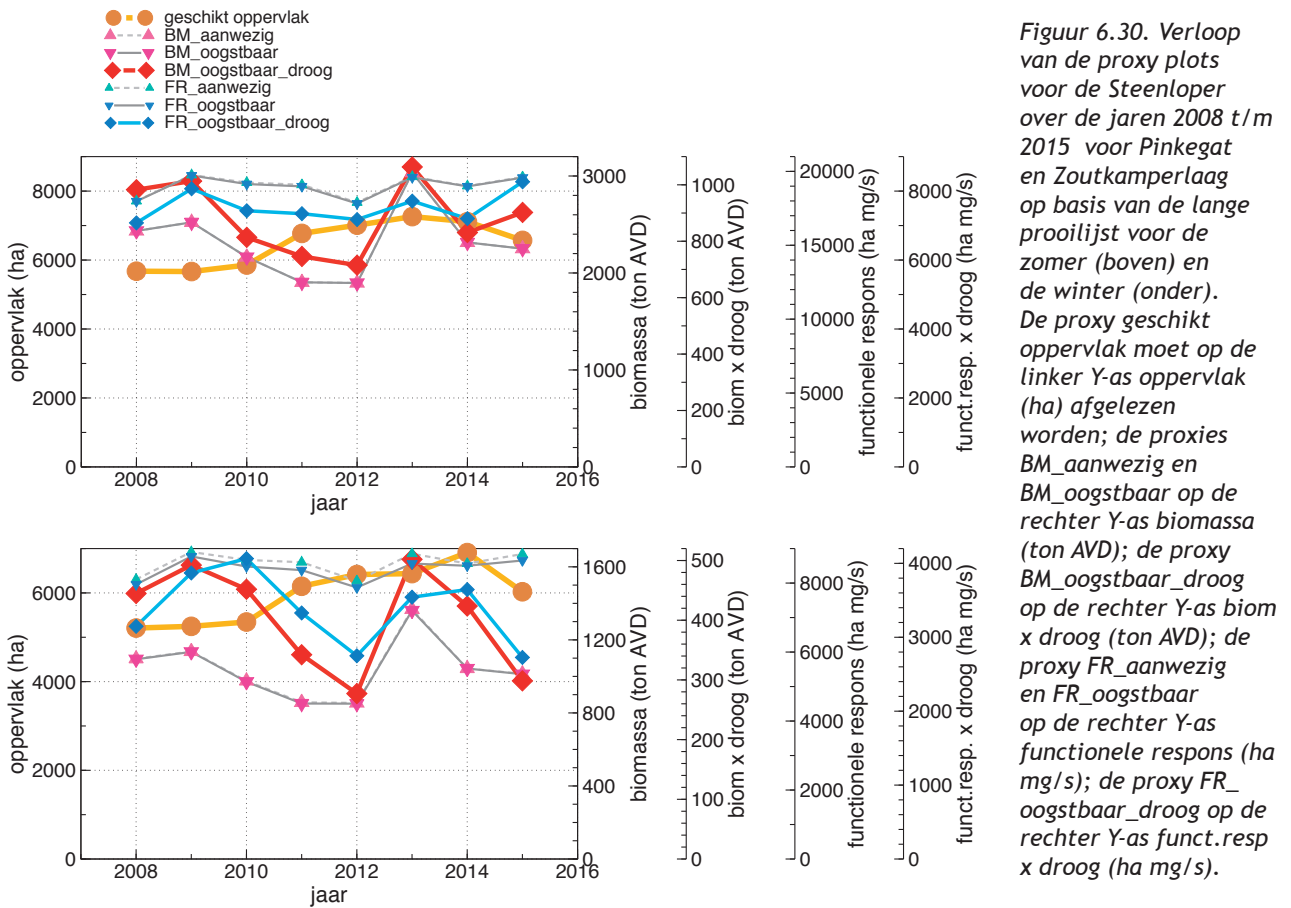 geschikt oppervlak
BM_aanwezig
BM_oogstbaar
BM_oogstbaar_droog
FR_aanwezig
FR_oogstbaar
FR_oogstbaar_droog
8000
6000
4000
2000
0
oppervlak (ha)
2008
2010
2012
2014
2016
jaar
3000
2000
1000
0
biomassa (ton AVD)
1000
800
600
400
200
0
biom x droog (ton AVD)
20000
15000
10000
5000
0
functionele respons (ha mg/s)
8000
6000
4000
2000
0
funct.resp. x droog (ha mg/s)
6000
4000
2000
0
oppervlak (ha)
2008
2010
2012
2014
2016
jaar
1600
1200
800
400
0
biomassa (ton AVD)
500
400
300
200
100
0
biom x droog (ton AVD)
8000
6000
4000
2000
0
functionele respons (ha mg/s)
4000
3000
2000
1000
0
funct.resp. x droog (ha mg/s)
Figuur 6.30. Verloop
van de proxy plots
voor de Steenloper
over de jaren 2008 t/m
2015 voor Pinkegat
en Zoutkamperlaag
op basis van de lange
prooilijst voor de
zomer (boven) en
de winter (onder).
De proxy geschikt
oppervlak moet op de
linker Y-as oppervlak
(ha) afgelezen
worden; de proxies
BM_aanwezig en
BM_oogstbaar op de
rechter Y-as biomassa
(ton AVD); de proxy
BM_oogstbaar_droog
op de rechter Y-as biom
x droog (ton AVD); de
proxy FR_aanwezig
en FR_oogstbaar
op de rechter Y-as
functionele respons (ha
mg/s); de proxy FR_
oogstbaar_droog op de
rechter Y-as funct.resp
x droog (ha mg/s).